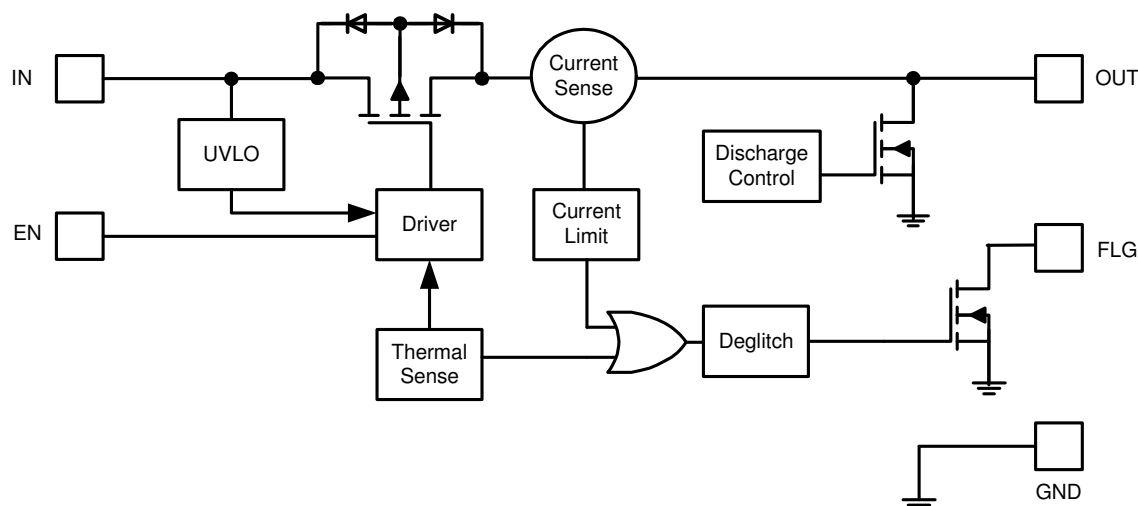 IN
Current
Sense
OUT
UVLO
Discharge
Control
EN
Driver
Current
Limit
FLG
Thermal
Sense
Deglitch
GND